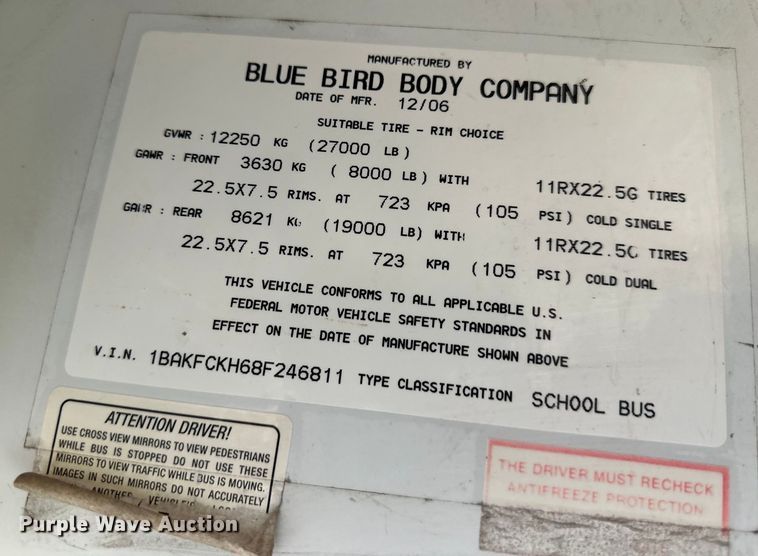 MANUFACTURED BY
BLUE BIRD BODY COMPANY
DATE OF MFR. 12/06
SUITABLE TIRE - RIM CHOICE
GVWR : 12250 KG (27000 LB)
GAWR : FRONT 3630 KG ( 8000 LB) WITH 11RX22.5G TIRES
22.5X7.5 RIMS. AT 723 KPA (105 PSI) COLD SINGLE
GAWR : REAR 8621 KG (19000 LB) WITH 11RX22.5G TIRES
22.5X7.5 RIMS. AT 723 KPA (105 PSI) COLD DUAL
THIS VEHICLE CONFORMS TO ALL APPLICABLE U.S.
FEDERAL MOTOR VEHICLE SAFETY STANDARDS IN
EFFECT ON THE DATE OF MANUFACTURE SHOWN ABOVE
V.I.N. 1BAKFCKH68F246811 TYPE CLASSIFICATION SCHOOL BUS
ATTENTION DRIVER!
USE CROSS VIEW MIRRORS TO VIEW PEDESTRIANS
WHILE BUS IS STOPPED DO NOT USE THESE
MIRRORS TO VIEW TRAFFIC WHILE BUS IS MOVING.
IMAGES IN SUCH MIRRORS DO NOT ACCURATELY
ANOTHER VEHICLE'S
THE DRIVER MUST RECHECK
ANTIFREEZE PROTECTION
Purple Wave Auction